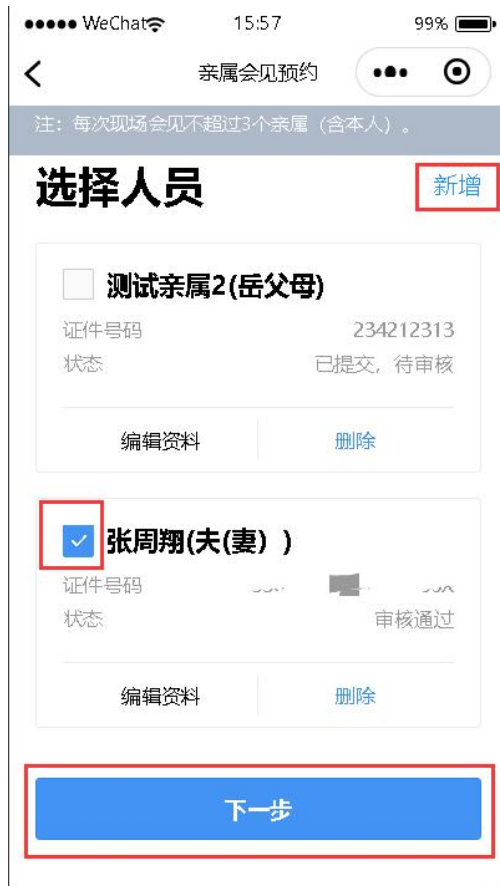 WeChat 15:57 99%
亲属会见预约
注：每次现场会见不超过3个亲属（含本人）。
选择人员 新增
测试亲属2(岳父母)
证件号码 234212313
状态 已提交，待审核
编辑资料 删除
张周翔(夫(妻））
证件号码
状态 审核通过
编辑资料 删除
下一步